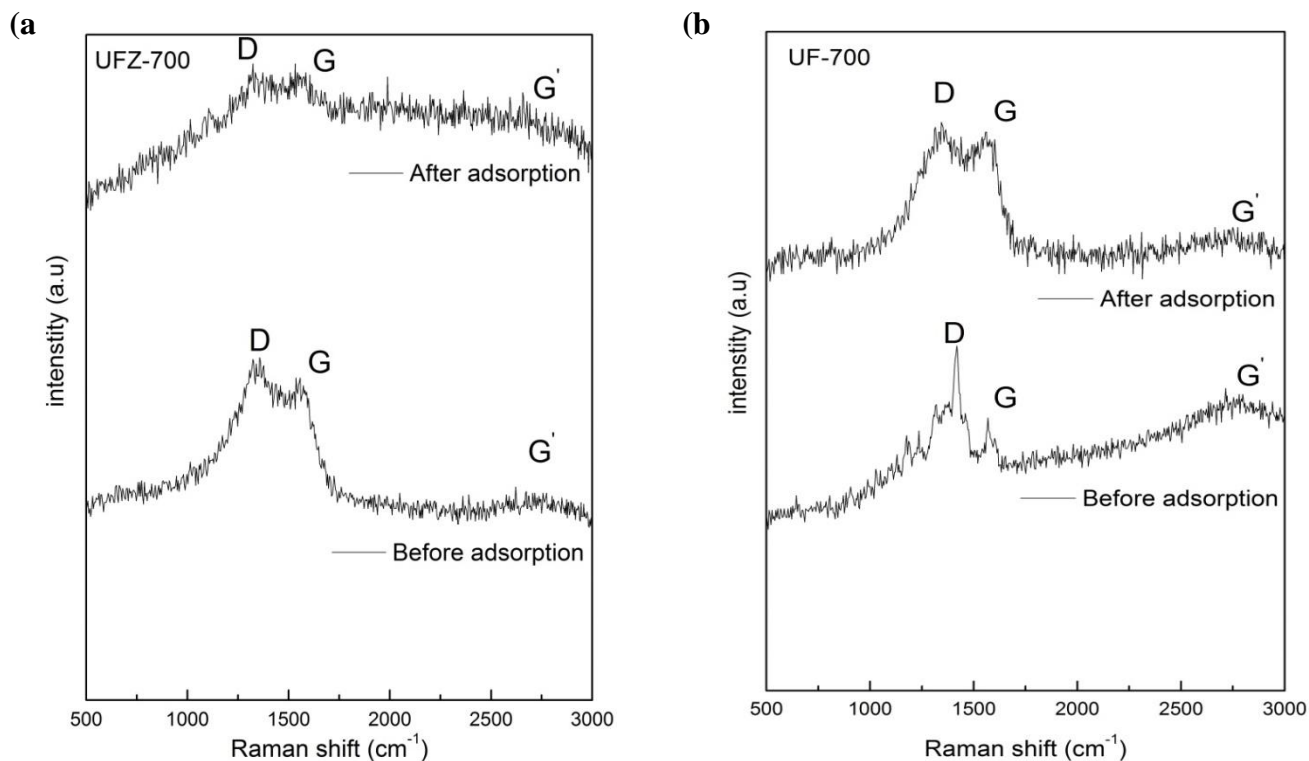 (a
UFZ-700
D
G
G'
After adsorption
D
G
G'
Before adsorption
intenstity (a.u)
500 1000 1500 2000 2500 3000
Raman shift (cm⁻¹)
(b
UF-700
D
G
G'
After adsorption
D
G
G'
Before adsorption
intenstity (a.u)
500 1000 1500 2000 2500 3000
Raman shift (cm⁻¹)